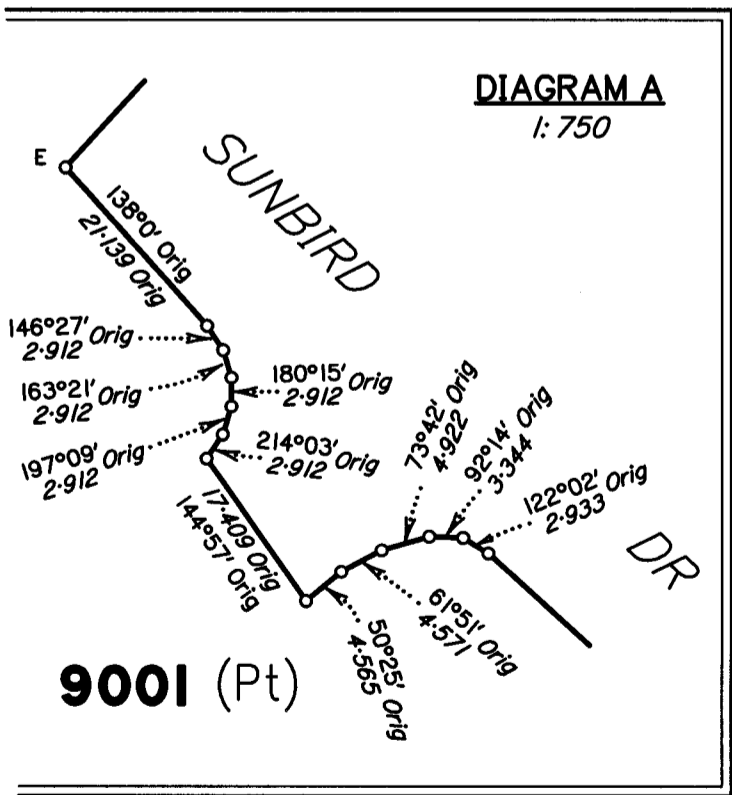 DIAGRAM A
1:750
E
SUNBIRD
138°0' Orig
21·139 Orig
146°27' Orig
2·912
163°21' Orig
2·912
180°15' Orig
2·912
197°09' Orig
2·912
214°03' Orig
2·912
17·409 Orig
144°57' Orig
73°42' Orig
4·922
92°14' Orig
3·344
122°02' Orig
2·933
DR
61°51' Orig
4·571
50°25' Orig
4·565
9001 (Pt)